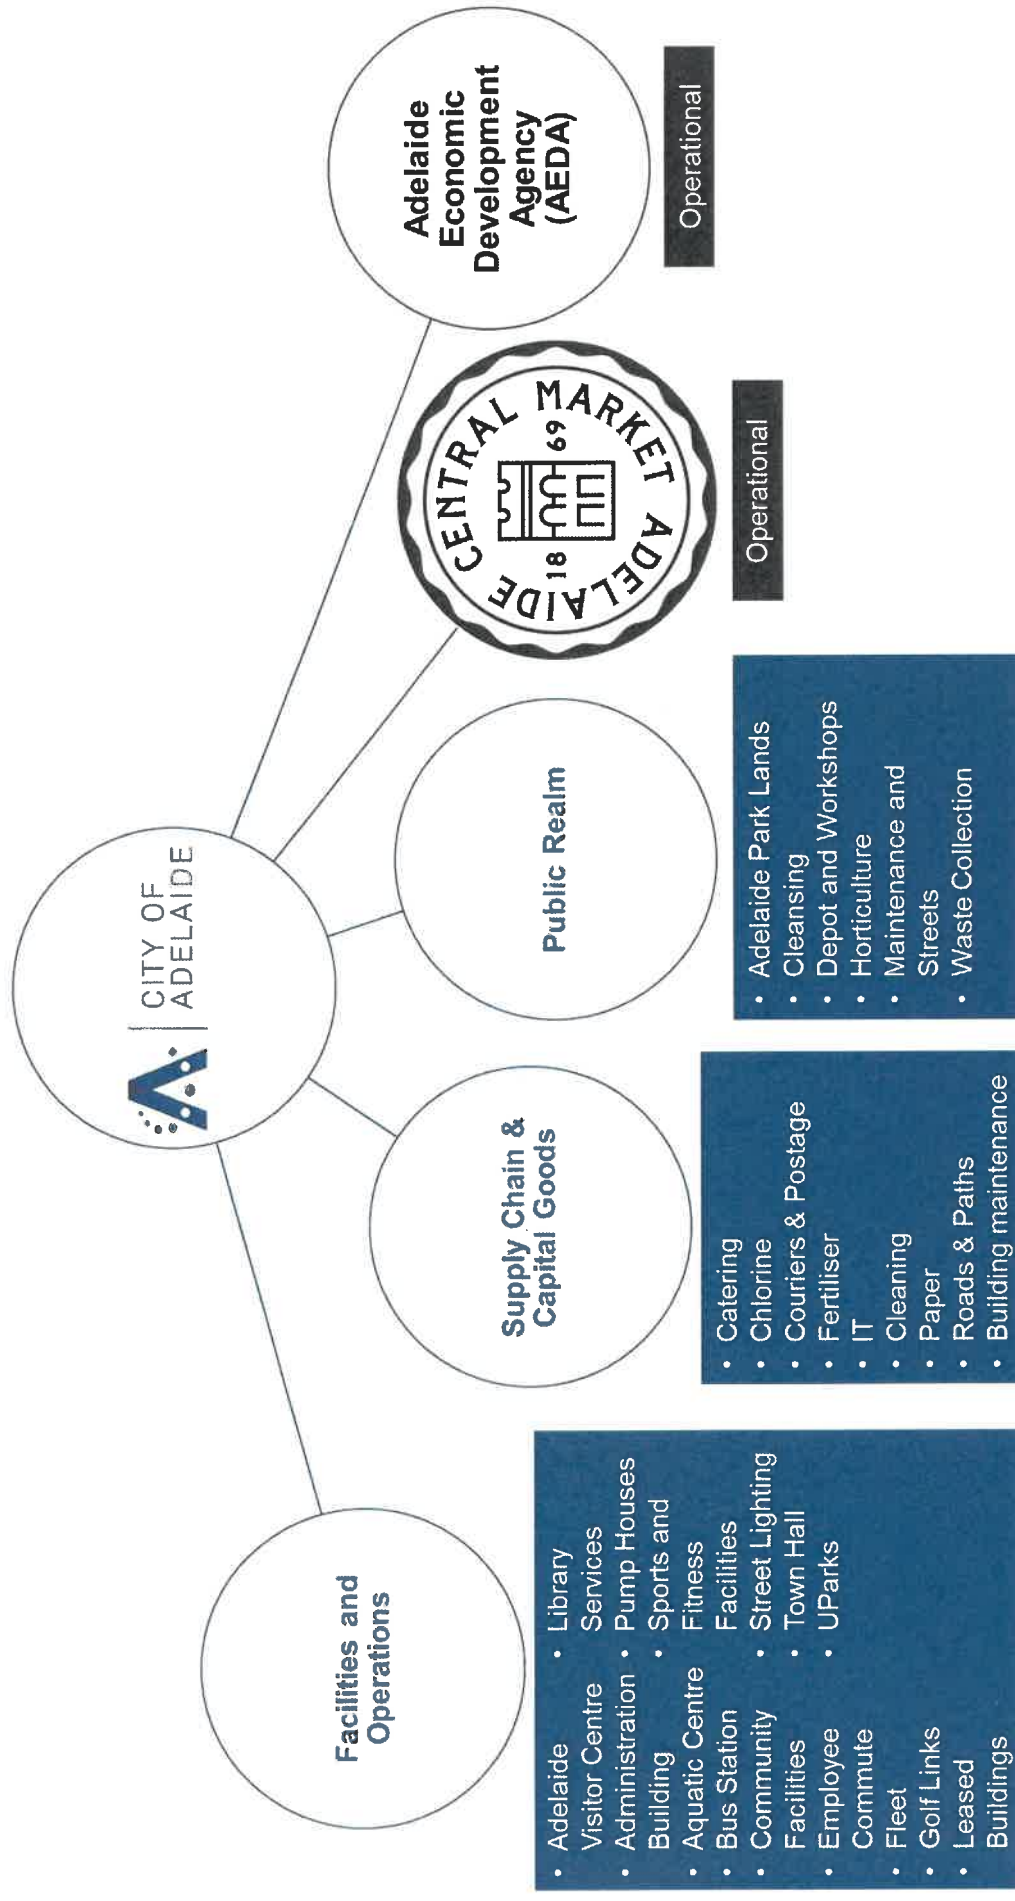 CITY OF
ADELAIDE
Facilities and
Operations
• Adelaide
Visitor Centre
• Administration
Building
• Aquatic Centre
• Bus Station
• Community
Facilities
• Employee
Commute
• Fleet
• Golf Links
• Leased
Buildings
• Library
Services
• Pump Houses
• Sports and
Fitness
Facilities
• Street Lighting
• Town Hall
• UParks
Supply Chain &
Capital Goods
• Catering
• Chlorine
• Couriers & Postage
• Fertiliser
• IT
• Cleaning
• Paper
• Roads & Paths
• Building maintenance
Public Realm
• Adelaide Park Lands
• Cleansing
• Depot and Workshops
• Horticulture
• Maintenance and
Streets
• Waste Collection
ADELAIDE CENTRAL MARKET
18 69
Operational
Adelaide
Economic
Development
Agency
(AEDA)
Operational